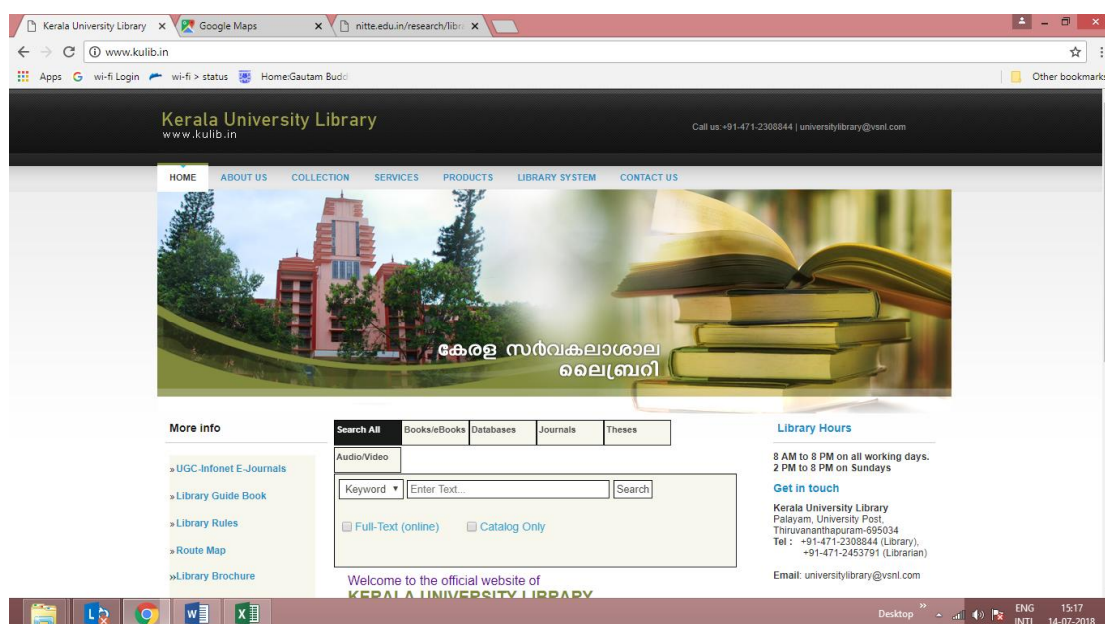 Kerala University Library
Google Maps
nitte.edu.in/research/libr
www.kulib.in
Apps
wi-fi Login
wi-fi > status
Home:Gautam Budd
Other bookmarks
Kerala University Library
www.kulib.in
Call us:+91-471-2308844 | universitylibrary@vsnl.com
HOME ABOUT US COLLECTION SERVICES PRODUCTS LIBRARY SYSTEM CONTACT US
കേരള സർവകലാശാല
ലൈബ്രറി
More info
»UGC-Infonet E-Journals
»Library Guide Book
»Library Rules
»Route Map
»Library Brochure
Search All Books/eBooks Databases Journals Theses
Audio/Video
Keyword Enter Text... Search
Full-Text (online) Catalog Only
Welcome to the official website of
KERALA UNIVERSITY LIBRARY
Library Hours
8 AM to 8 PM on all working days.
2 PM to 8 PM on Sundays
Get in touch
Kerala University Library
Palayam, University Post,
Thiruvananthapuram-695034
Tel : +91-471-2308844 (Library),
+91-471-2453791 (Librarian)
Email: universitylibrary@vsnl.com
Desktop
ENG
INTL
15:17
14-07-2018